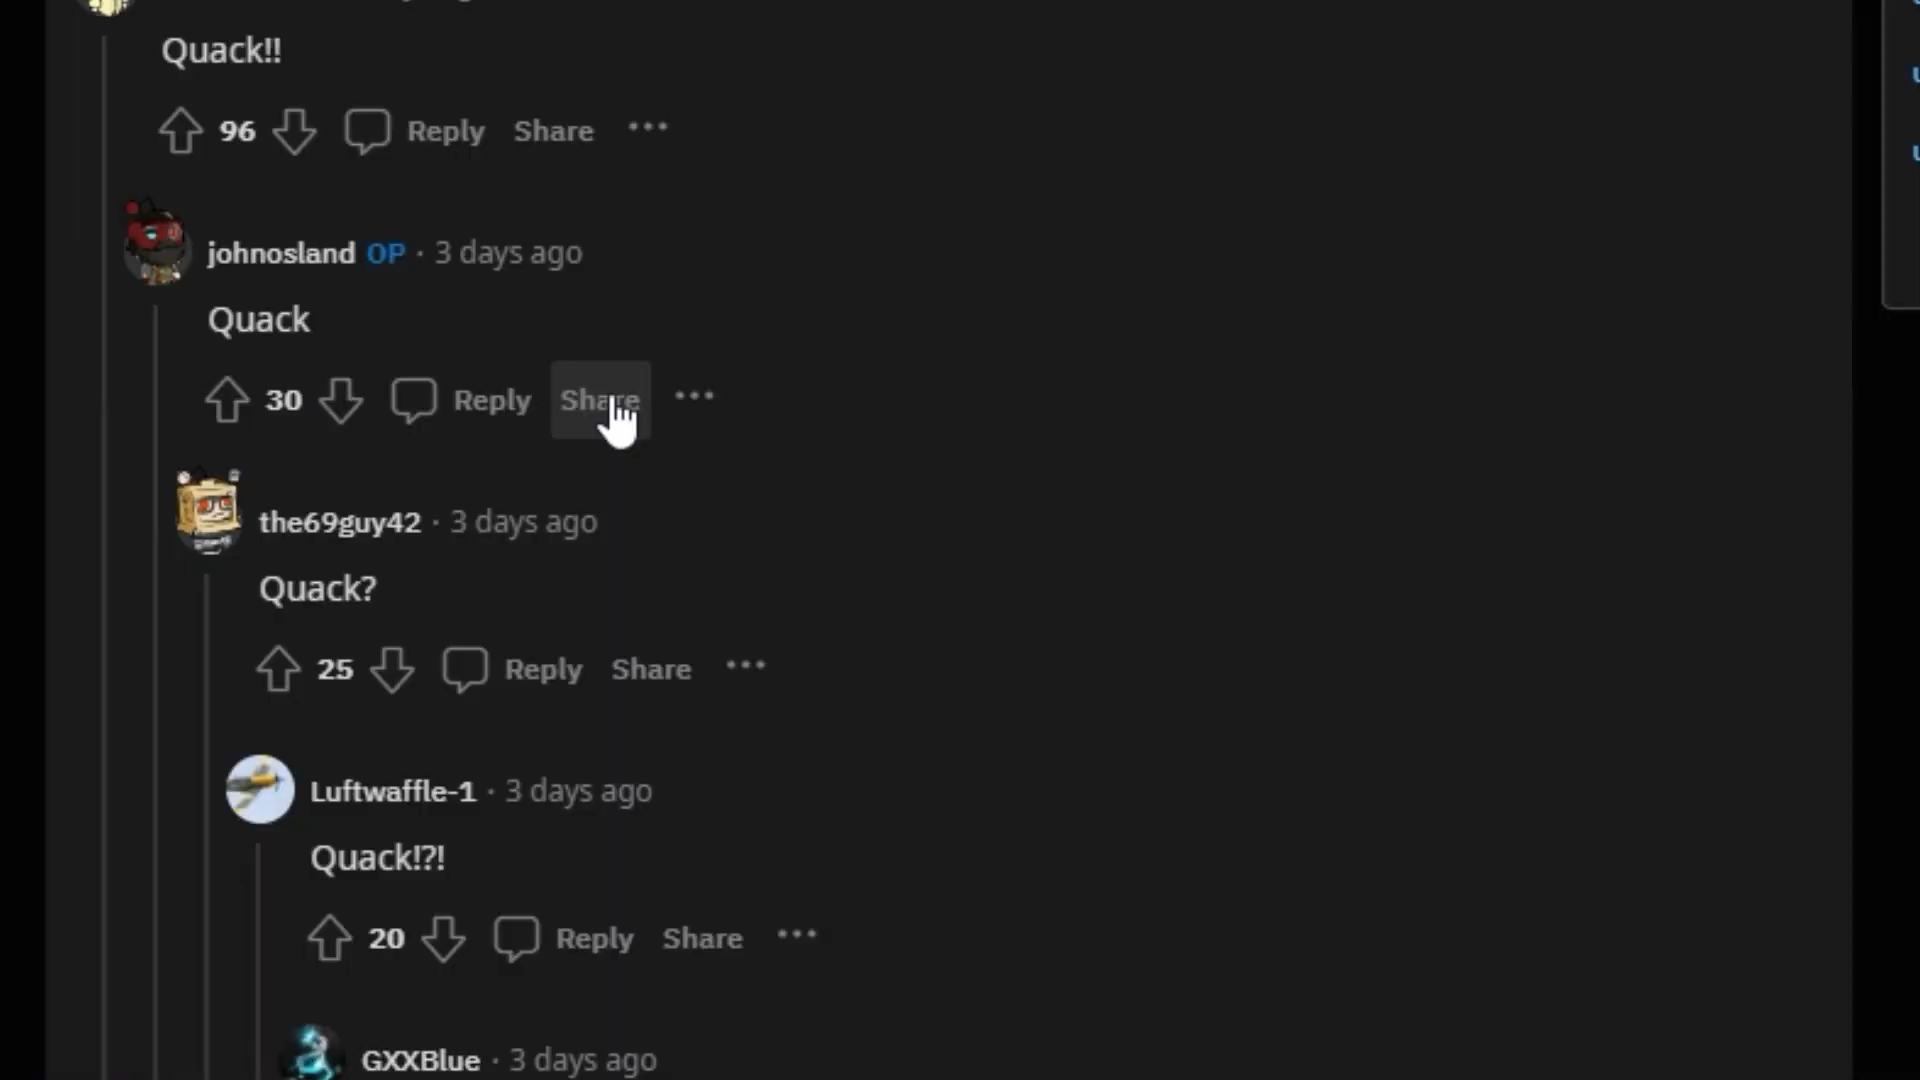 Quack!!
96 Reply Share ...
johnosland OP · 3 days ago
Quack
30 Reply Share ...
the69guy42 · 3 days ago
Quack?
25 Reply Share ...
Luftwaffle-1 · 3 days ago
Quack!?!
20 Reply Share ...
GXXBlue · 3 days ago